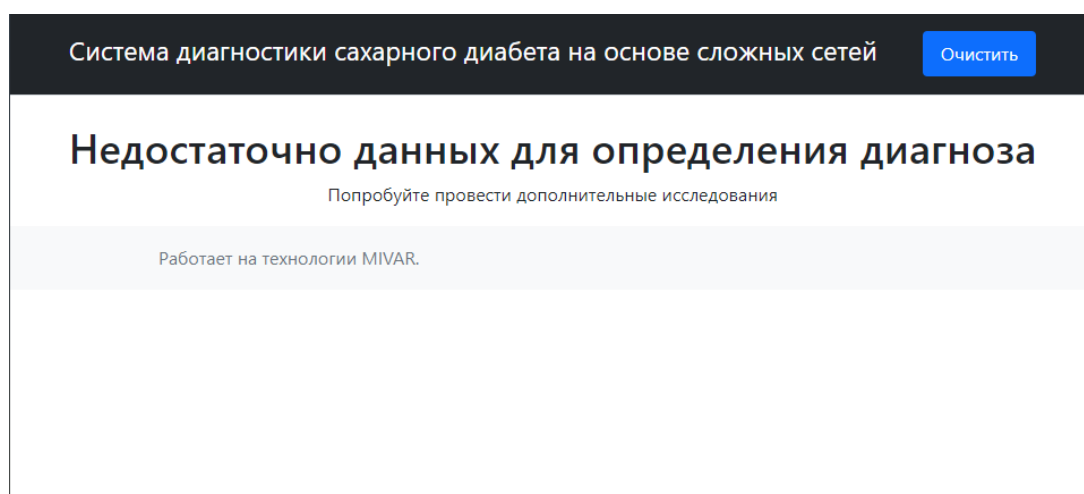 Система диагностики сахарного диабета на основе сложных сетей
Очистить
Недостаточно данных для определения диагноза
Попробуйте провести дополнительные исследования
Работает на технологии MIVAR.